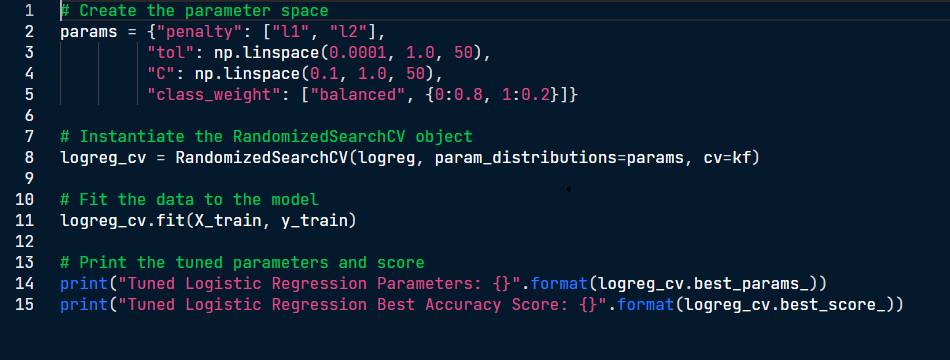 1 # Create the parameter space
2 params = {"penalty": ["l1", "l2"],
3 "tol": np.linspace(0.0001, 1.0, 50),
4 "C": np.linspace(0.1, 1.0, 50),
5 "class_weight": ["balanced", {0:0.8, 1:0.2}]}
6
7 # Instantiate the RandomizedSearchCV object
8 logreg_cv = RandomizedSearchCV(logreg, param_distributions=params, cv=kf)
9
10 # Fit the data to the model
11 logreg_cv.fit(X_train, y_train)
12
13 # Print the tuned parameters and score
14 print("Tuned Logistic Regression Parameters: {}".format(logreg_cv.best_params_))
15 print("Tuned Logistic Regression Best Accuracy Score: {}".format(logreg_cv.best_score_))